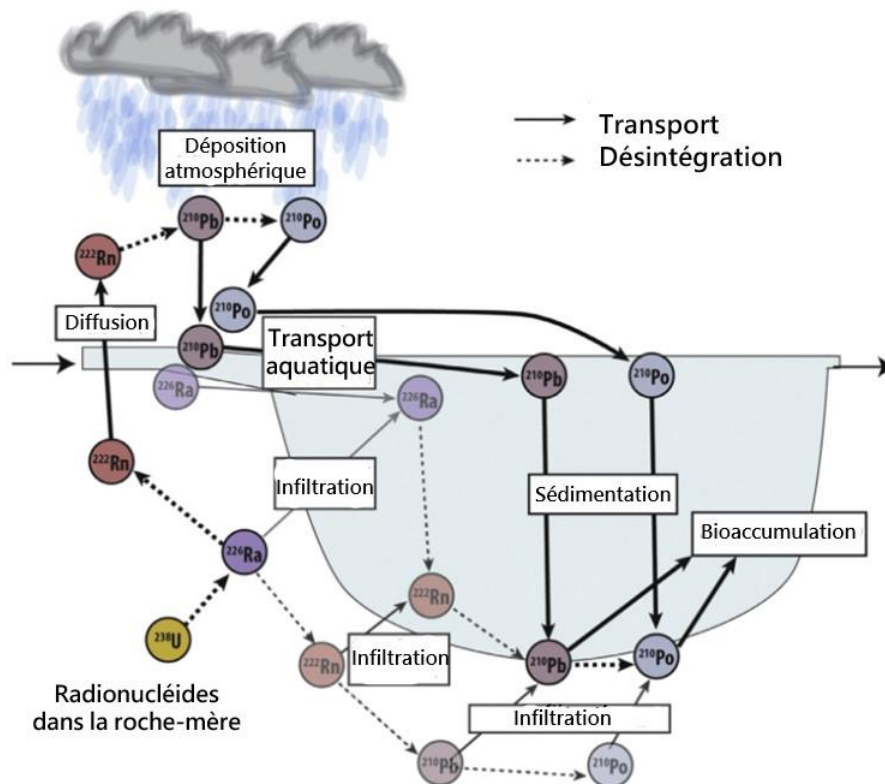 Déposition
atmosphérique
Transport
Désintégration
²¹⁰Pb
²¹⁰Po
²²²Rn
²¹⁰Po
Diffusion
²¹⁰Pb
Transport
aquatique
²²⁶Ra
²²⁶Ra
²¹⁰Pb
²¹⁰Po
²²²Rn
Infiltration
Sédimentation
Bioaccumulation
²²⁶Ra
²²²Rn
²³⁸U
²²²Rn
Infiltration
²¹⁰Pb
²¹⁰Po
Radionucléides
dans la roche-mère
Infiltration
²¹⁰Pb
²¹⁰Po